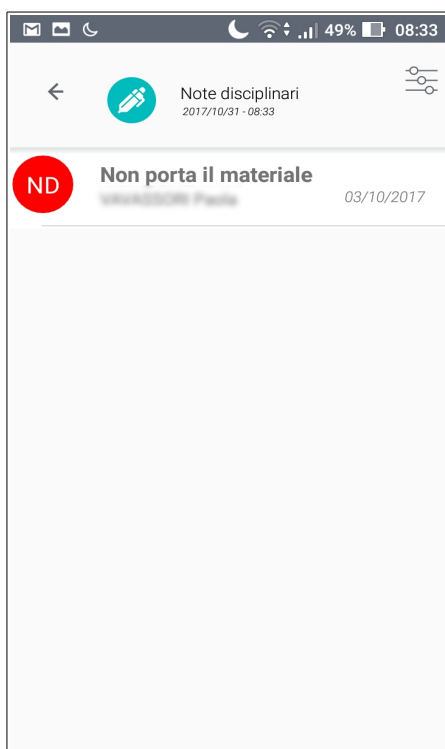 49% 08:33
Note disciplinari
2017/10/31 - 08:33
ND
Non porta il materiale
03/10/2017